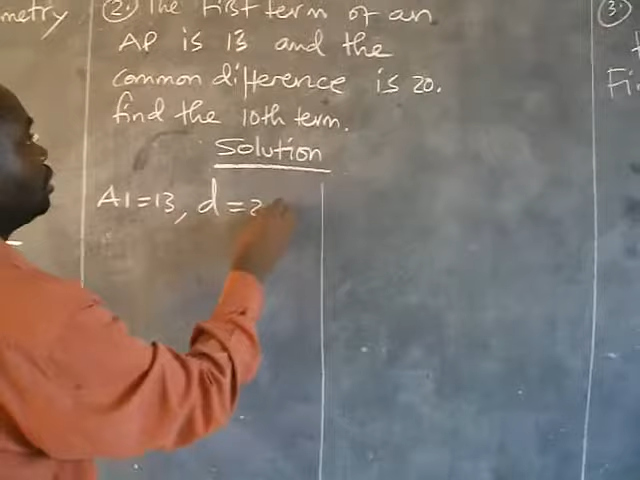 metry
② The first term of an
AP is 13 and the
common difference is 20.
find the 10th term.
Solution
A1=13, d=2
③
Fi